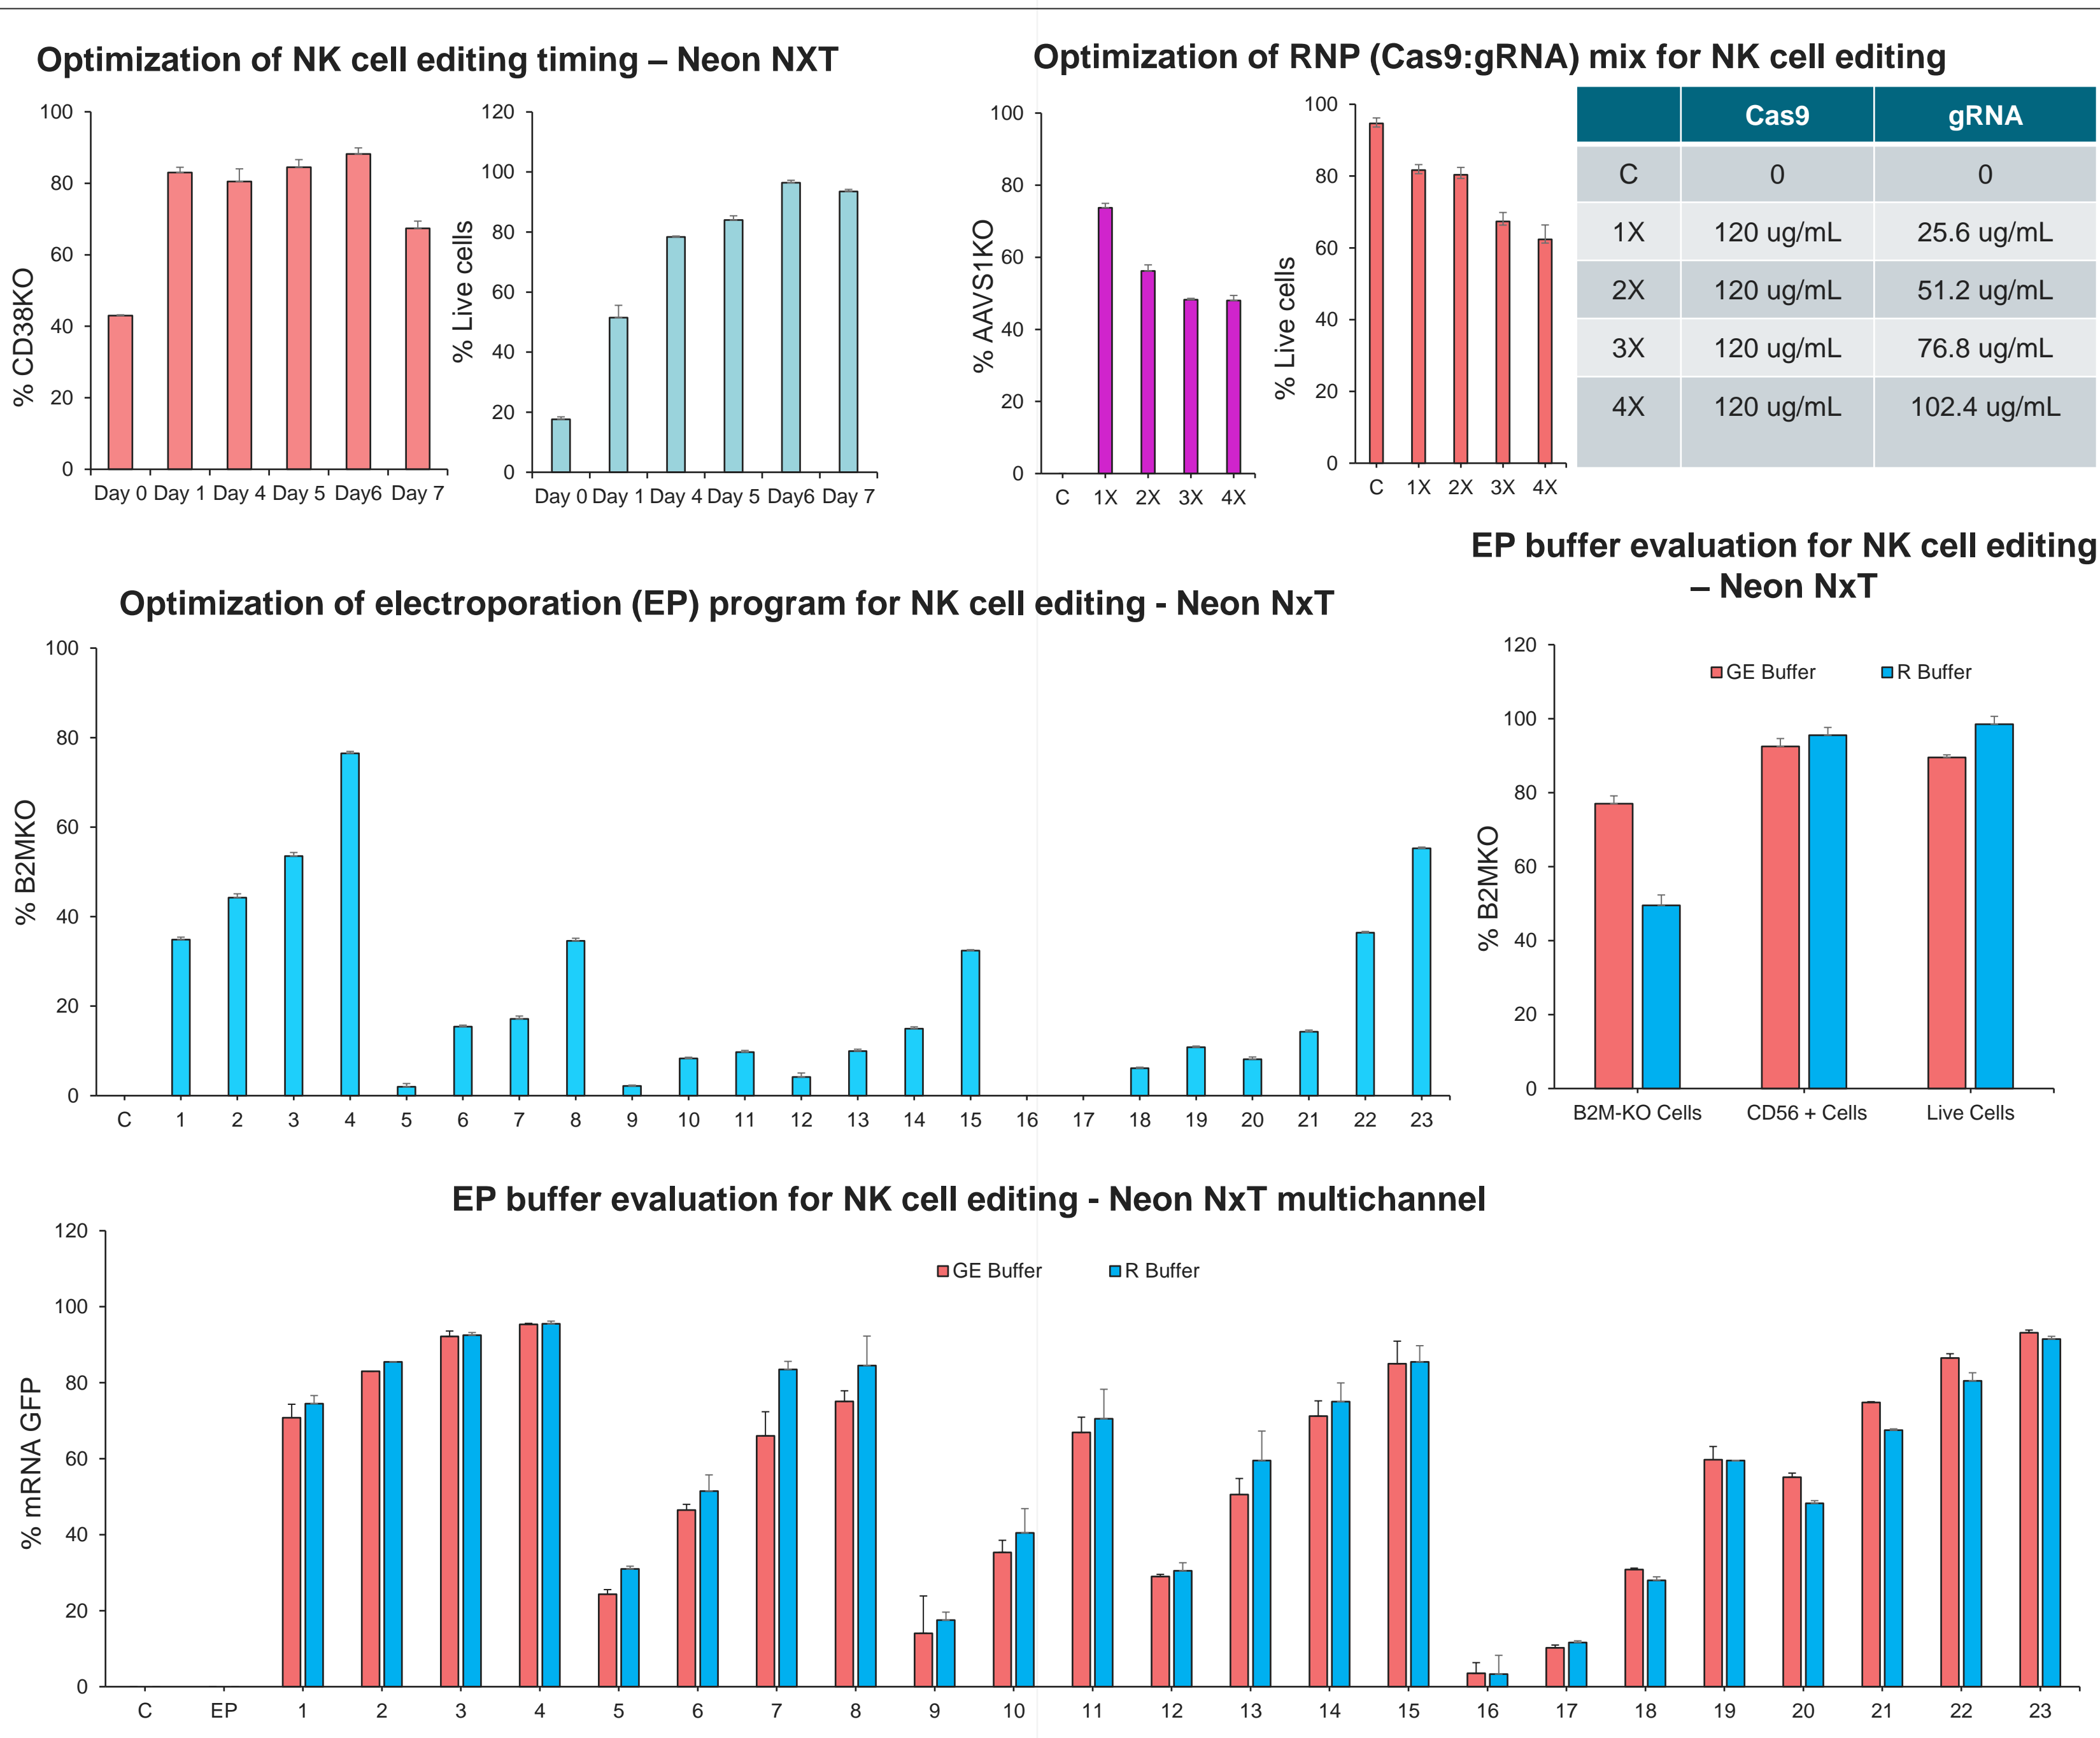 Optimization of NK cell editing timing – Neon NXT
% CD38KO
100
80
60
40
20
0
Day 0 Day 1 Day 4 Day 5 Day6 Day 7
% Live cells
120
100
80
60
40
20
0
Day 0 Day 1 Day 4 Day 5 Day6 Day 7
Optimization of RNP (Cas9:gRNA) mix for NK cell editing
% AAVS1KO
100
80
60
40
20
0
C 1X 2X 3X 4X
% Live cells
100
80
60
40
20
0
C 1X 2X 3X 4X
Cas9 gRNA
C 0 0
1X 120 ug/mL 25.6 ug/mL
2X 120 ug/mL 51.2 ug/mL
3X 120 ug/mL 76.8 ug/mL
4X 120 ug/mL 102.4 ug/mL
Optimization of electroporation (EP) program for NK cell editing - Neon NxT
% B2MKO
100
80
60
40
20
0
C 1 2 3 4 5 6 7 8 9 10 11 12 13 14 15 16 17 18 19 20 21 22 23
EP buffer evaluation for NK cell editing
– Neon NxT
GE Buffer R Buffer
% B2MKO
120
100
80
60
40
20
0
B2M-KO Cells CD56 + Cells Live Cells
EP buffer evaluation for NK cell editing - Neon NxT multichannel
GE Buffer R Buffer
% mRNA GFP
120
100
80
60
40
20
0
C EP 1 2 3 4 5 6 7 8 9 10 11 12 13 14 15 16 17 18 19 20 21 22 23